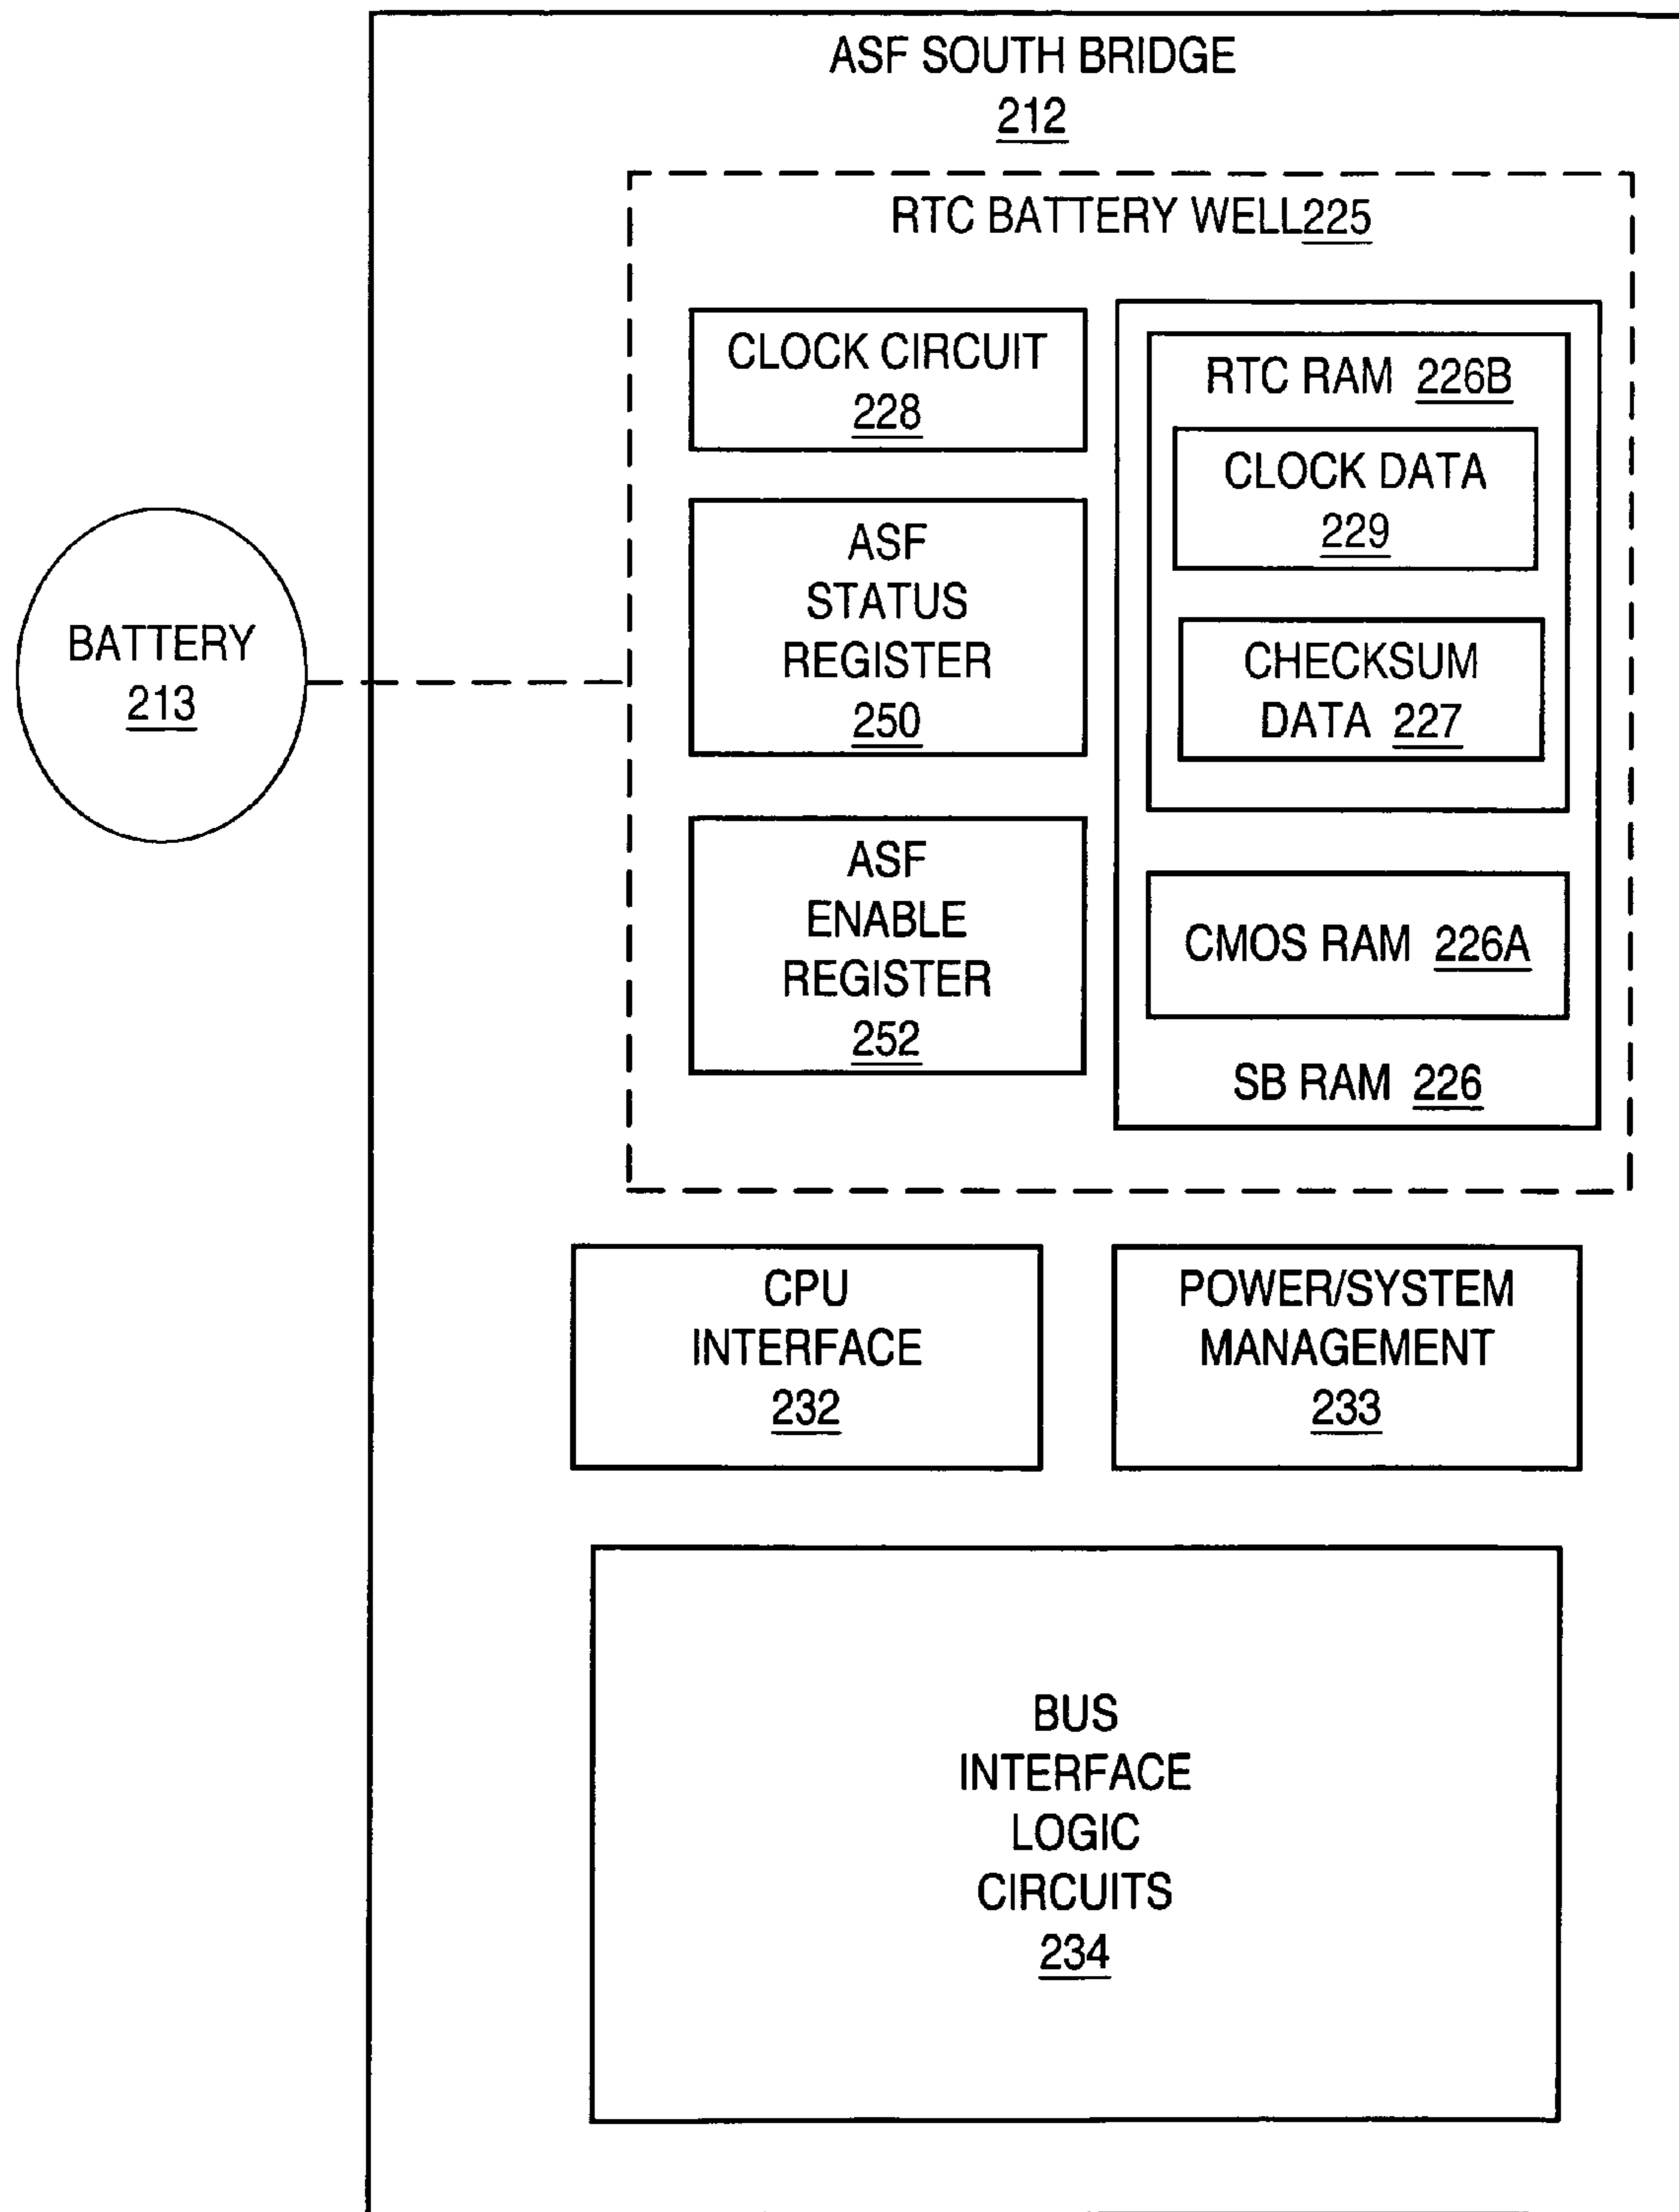 ASF SOUTH BRIDGE
212
RTC BATTERY WELL 225
CLOCK CIRCUIT
228
ASF
STATUS
REGISTER
250
ASF
ENABLE
REGISTER
252
RTC RAM 226B
CLOCK DATA
229
CHECKSUM
DATA 227
CMOS RAM 226A
SB RAM 226
BATTERY
213
CPU
INTERFACE
232
POWER/SYSTEM
MANAGEMENT
233
BUS
INTERFACE
LOGIC
CIRCUITS
234